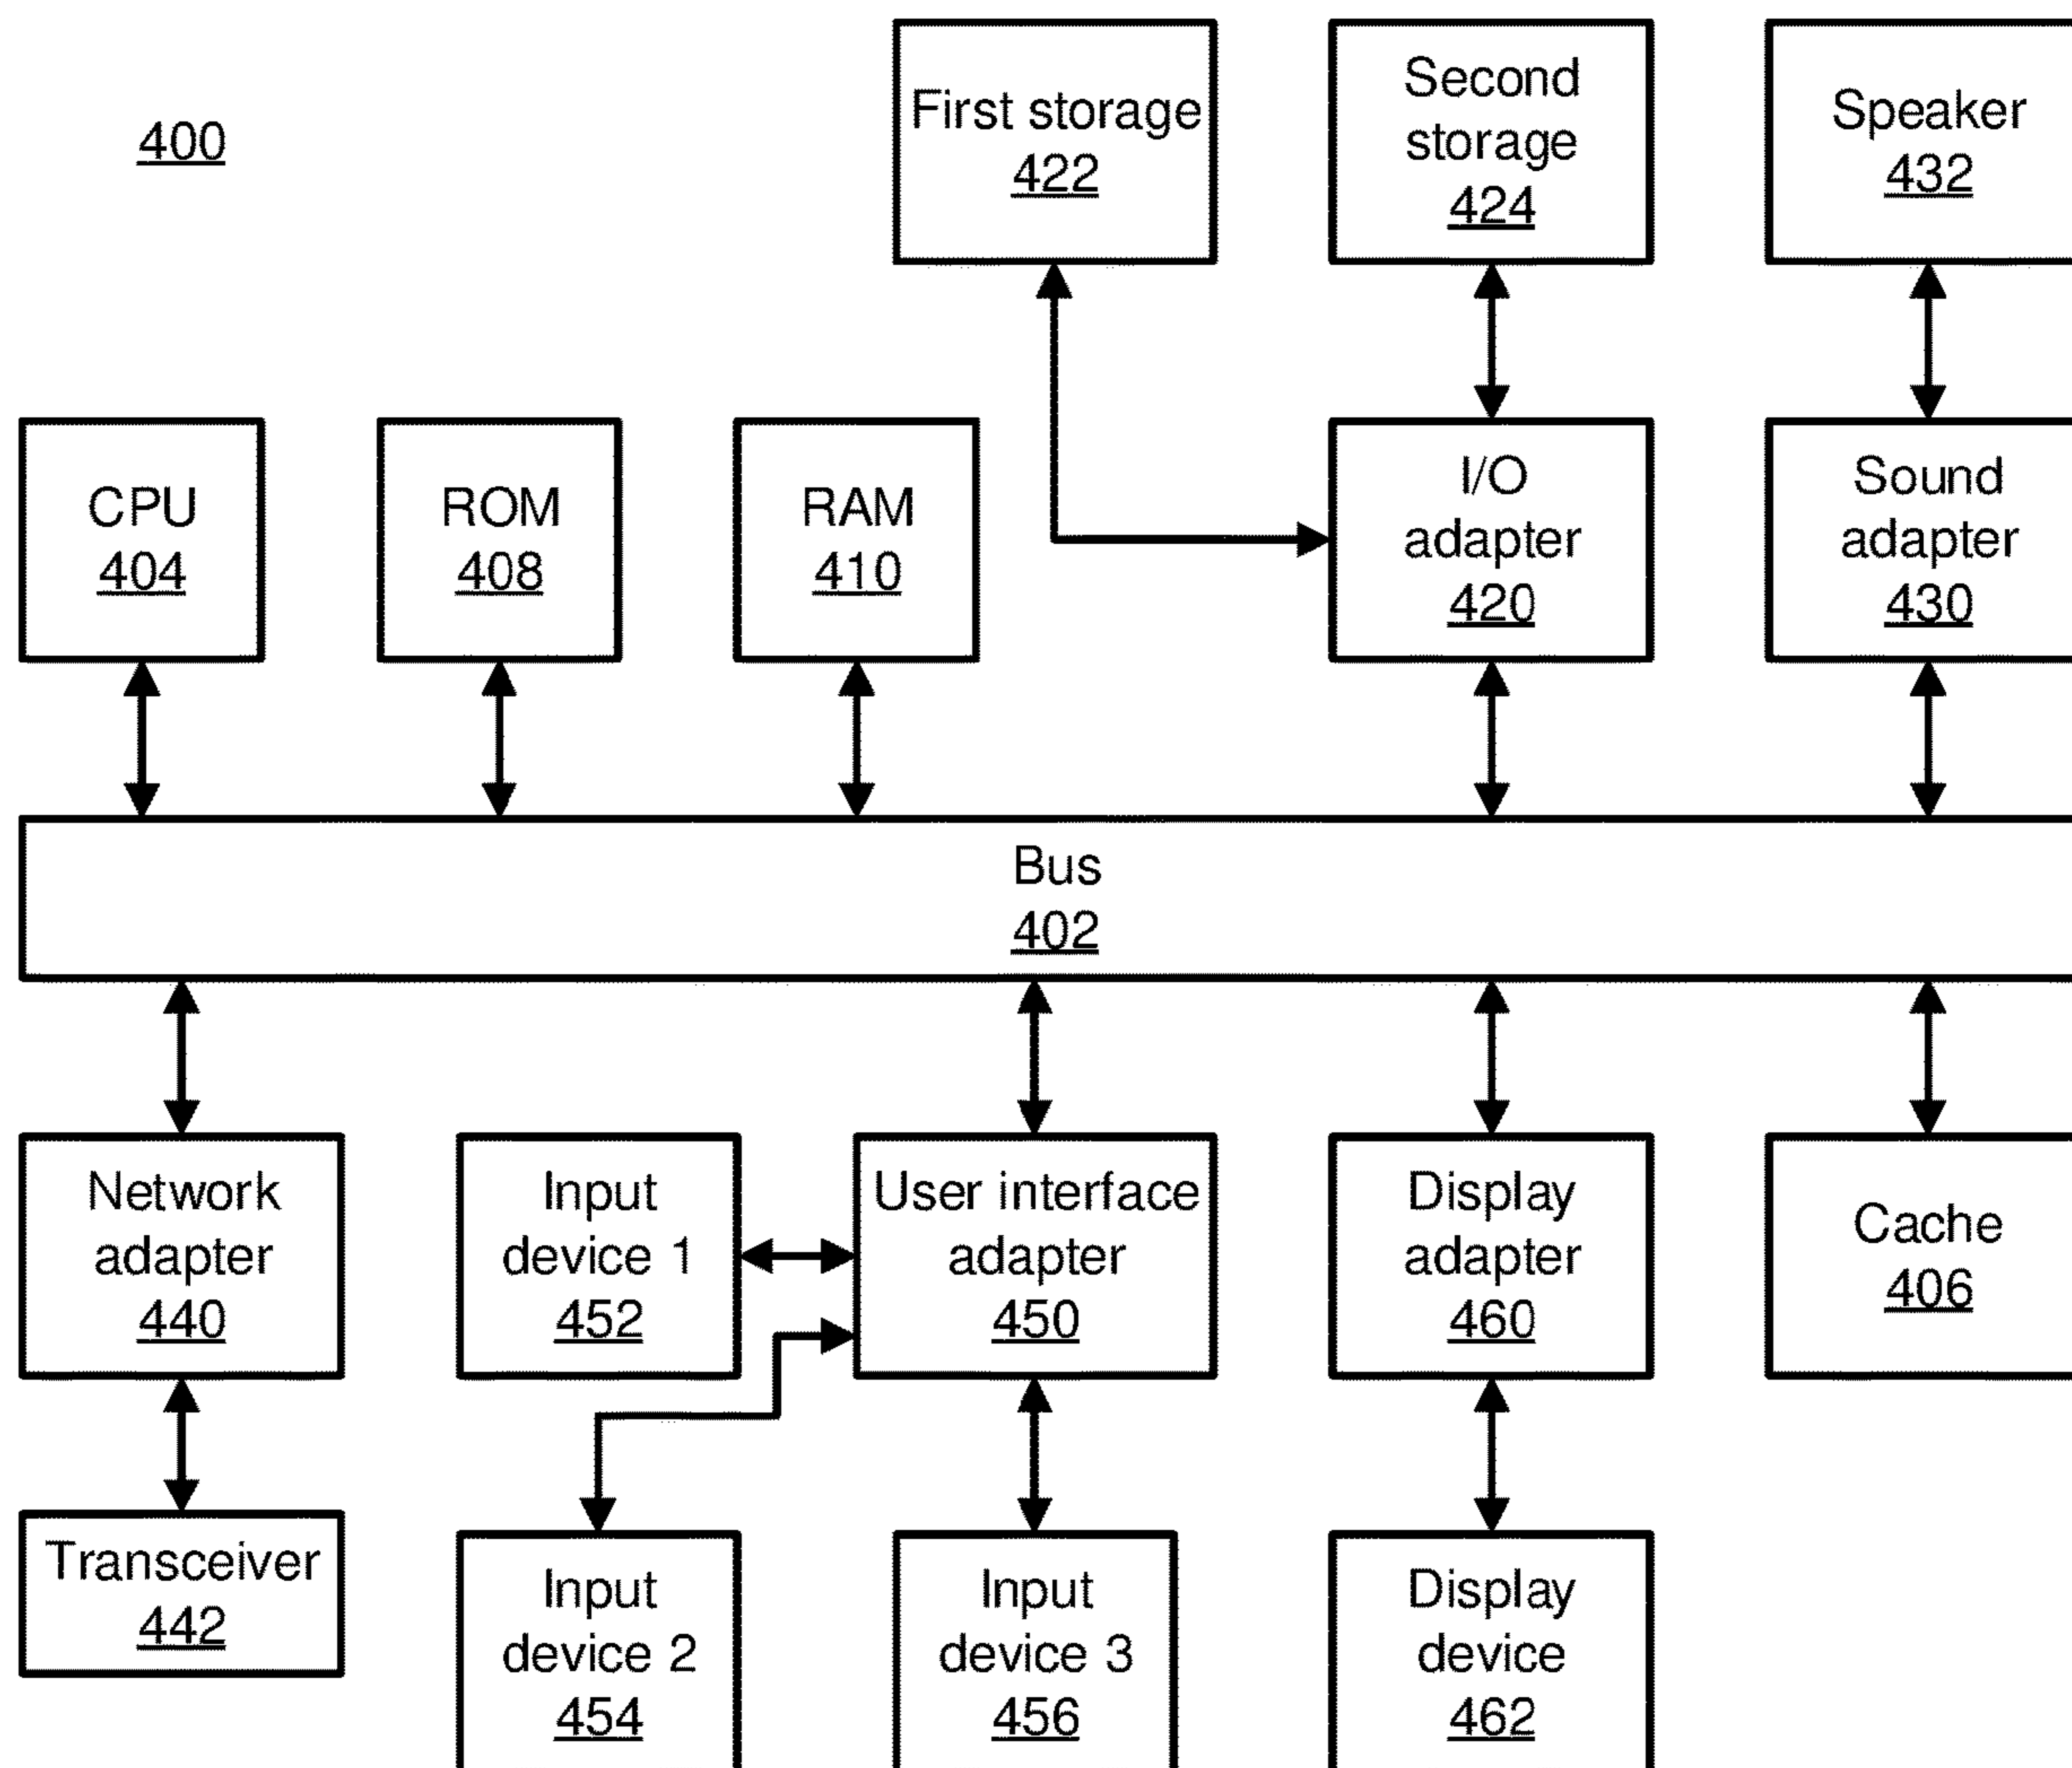 400
First storage
422
Second
storage
424
Speaker
432
CPU
404
ROM
408
RAM
410
I/O
adapter
420
Sound
adapter
430
Bus
402
Network
adapter
440
Input
device 1
452
User interface
adapter
450
Display
adapter
460
Cache
406
Transceiver
442
Input
device 2
454
Input
device 3
456
Display
device
462